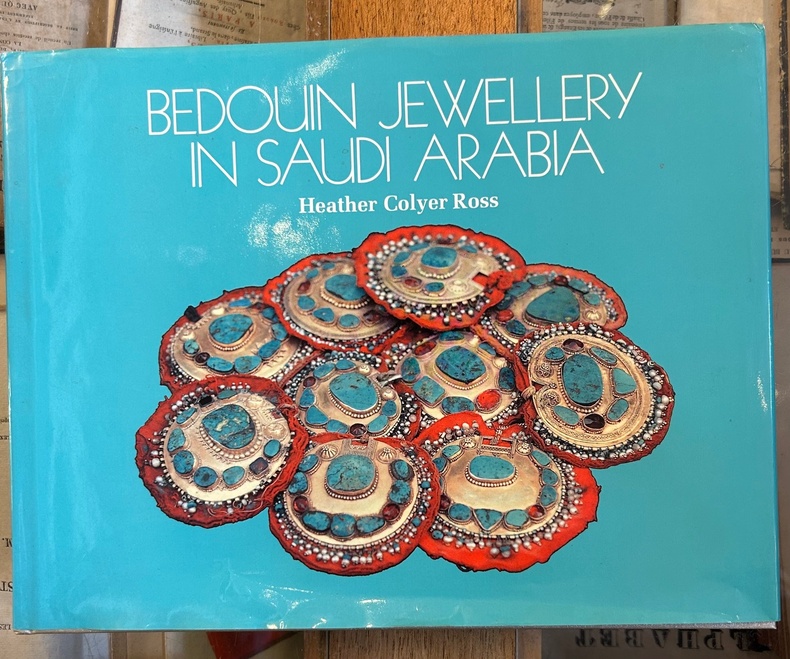 BEDOUIN JEWELLERY
IN SAUDI ARABIA
Heather Colyer Ross